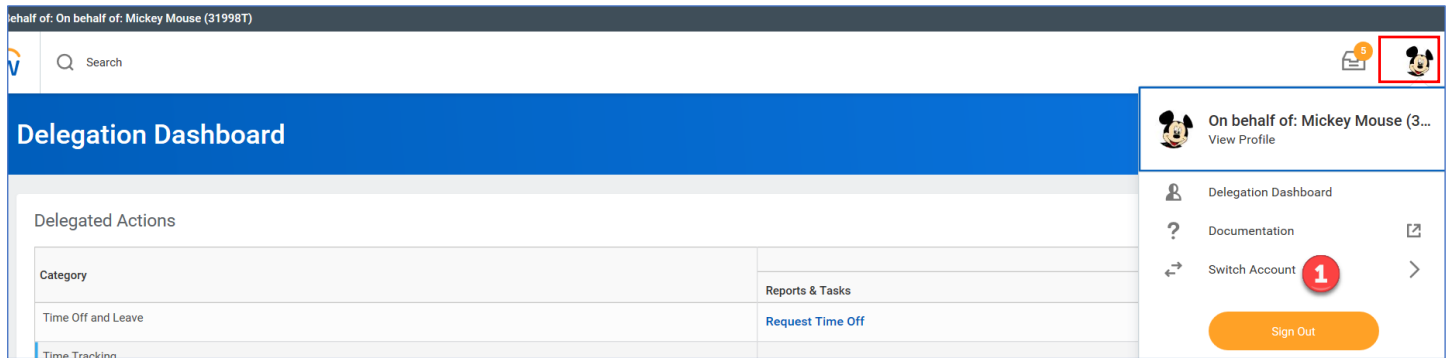 ehalf of: On behalf of: Mickey Mouse (31998T)
Search
5
Delegation Dashboard
On behalf of: Mickey Mouse (3...
View Profile
Delegation Dashboard
Documentation
Switch Account
1
Sign Out
Delegated Actions
Category
Reports & Tasks
Time Off and Leave
Request Time Off
Time Tracking